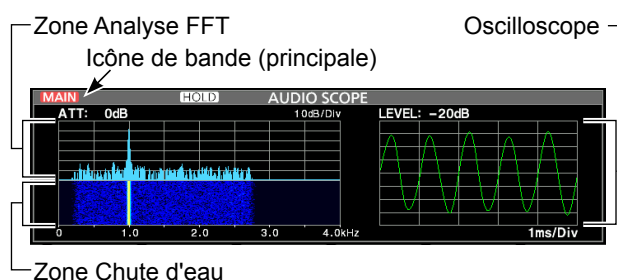 Zone Analyse FFT
Oscilloscope
Icône de bande (principale)
MAIN HOLD AUDIO SCOPE
ATT: 0dB 10dB/Div LEVEL: −20dB
0 1.0 2.0 3.0 4.0kHz 1ms/Div
Zone Chute d'eau